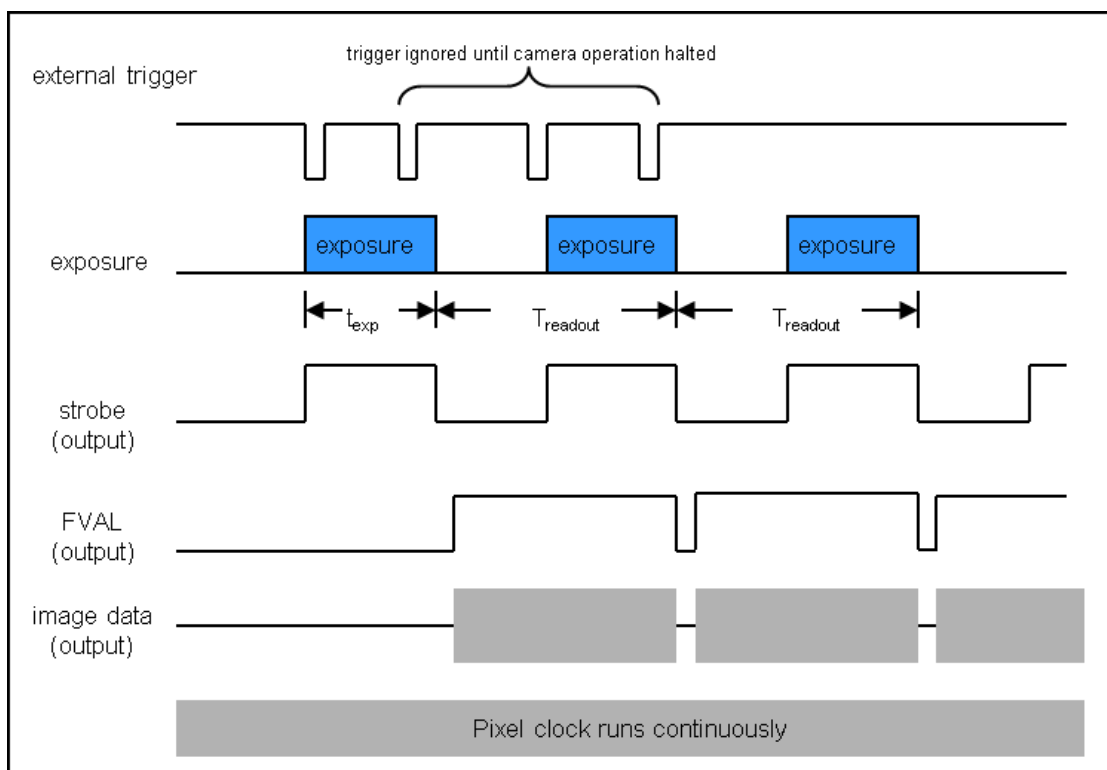 trigger ignored until camera operation halted
external trigger
exposure exposure exposure
exposure
t_exp T_readout T_readout
strobe
(output)
FVAL
(output)
image data
(output)
Pixel clock runs continuously